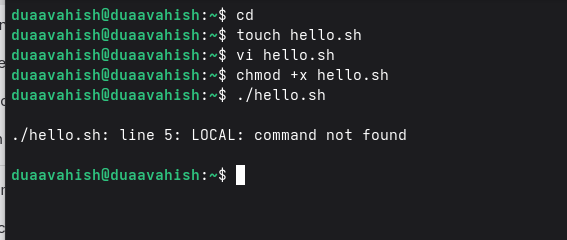 duaavahish@duaavahish:~$ cd
duaavahish@duaavahish:~$ touch hello.sh
duaavahish@duaavahish:~$ vi hello.sh
duaavahish@duaavahish:~$ chmod +x hello.sh
duaavahish@duaavahish:~$ ./hello.sh
./hello.sh: line 5: LOCAL: command not found
duaavahish@duaavahish:~$